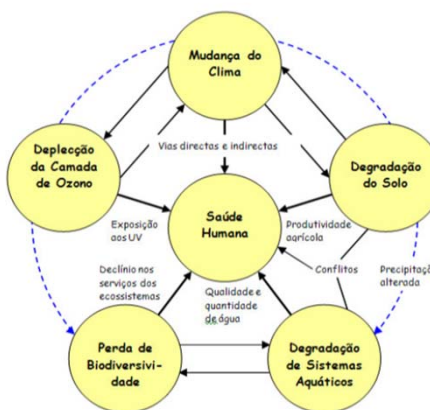 Mudança do
Clima
Deplecção
da Camada
de Ozono
Vias directas e indirectas
Degradação
do Solo
Saúde
Humana
Exposição
aos UV
Produtividade
agrícola
Declínio nos
serviços dos
ecossistemas
Qualidade e
quantidade
de água
Conflitos
Precipitaçã
alterada
Perda de
Biodiversivi-
dade
Degradação
de Sistemas
Aquáticos